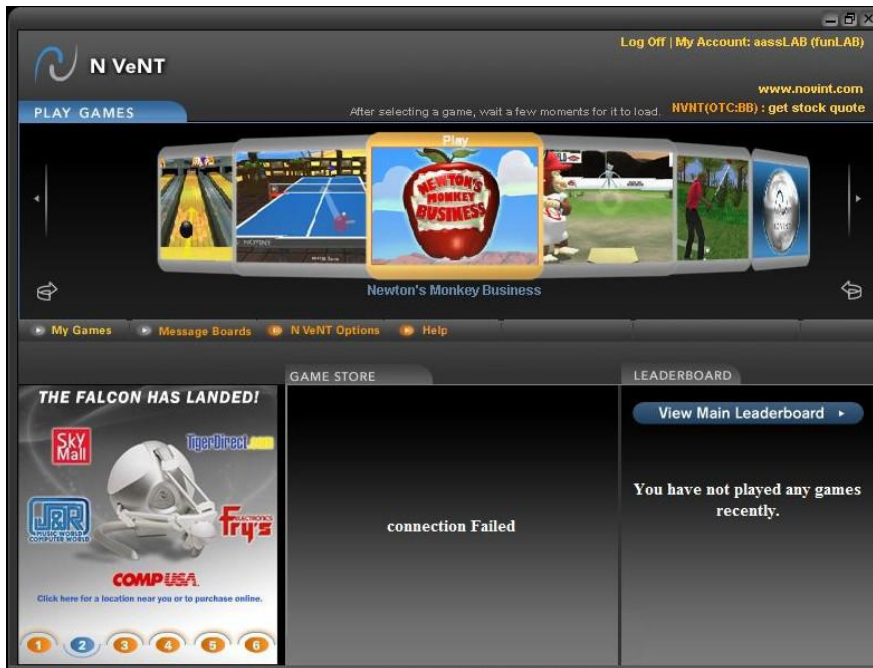 Log Off | My Account: aassLAB (funLAB)
N VeNT
www.novint.com
PLAY GAMES
After selecting a game, wait a few moments for it to load.
NVNT(OTC:BB) : get stock quote
Play
NEWTON'S
MONKEY
BUSINESS
Newton's Monkey Business
My Games
Message Boards
N VeNT Options
Help
GAME STORE
LEADERBOARD
THE FALCON HAS LANDED!
View Main Leaderboard
Sky
Mall
TigerDirect.com
J&R
MUSIC WORLD
COMPUTER WORLD
Fry's
ELECTRONICS
You have not played any games
recently.
connection Failed
COMPUSA
Click here for a location near you or to purchase online.
1 2 3 4 5 6